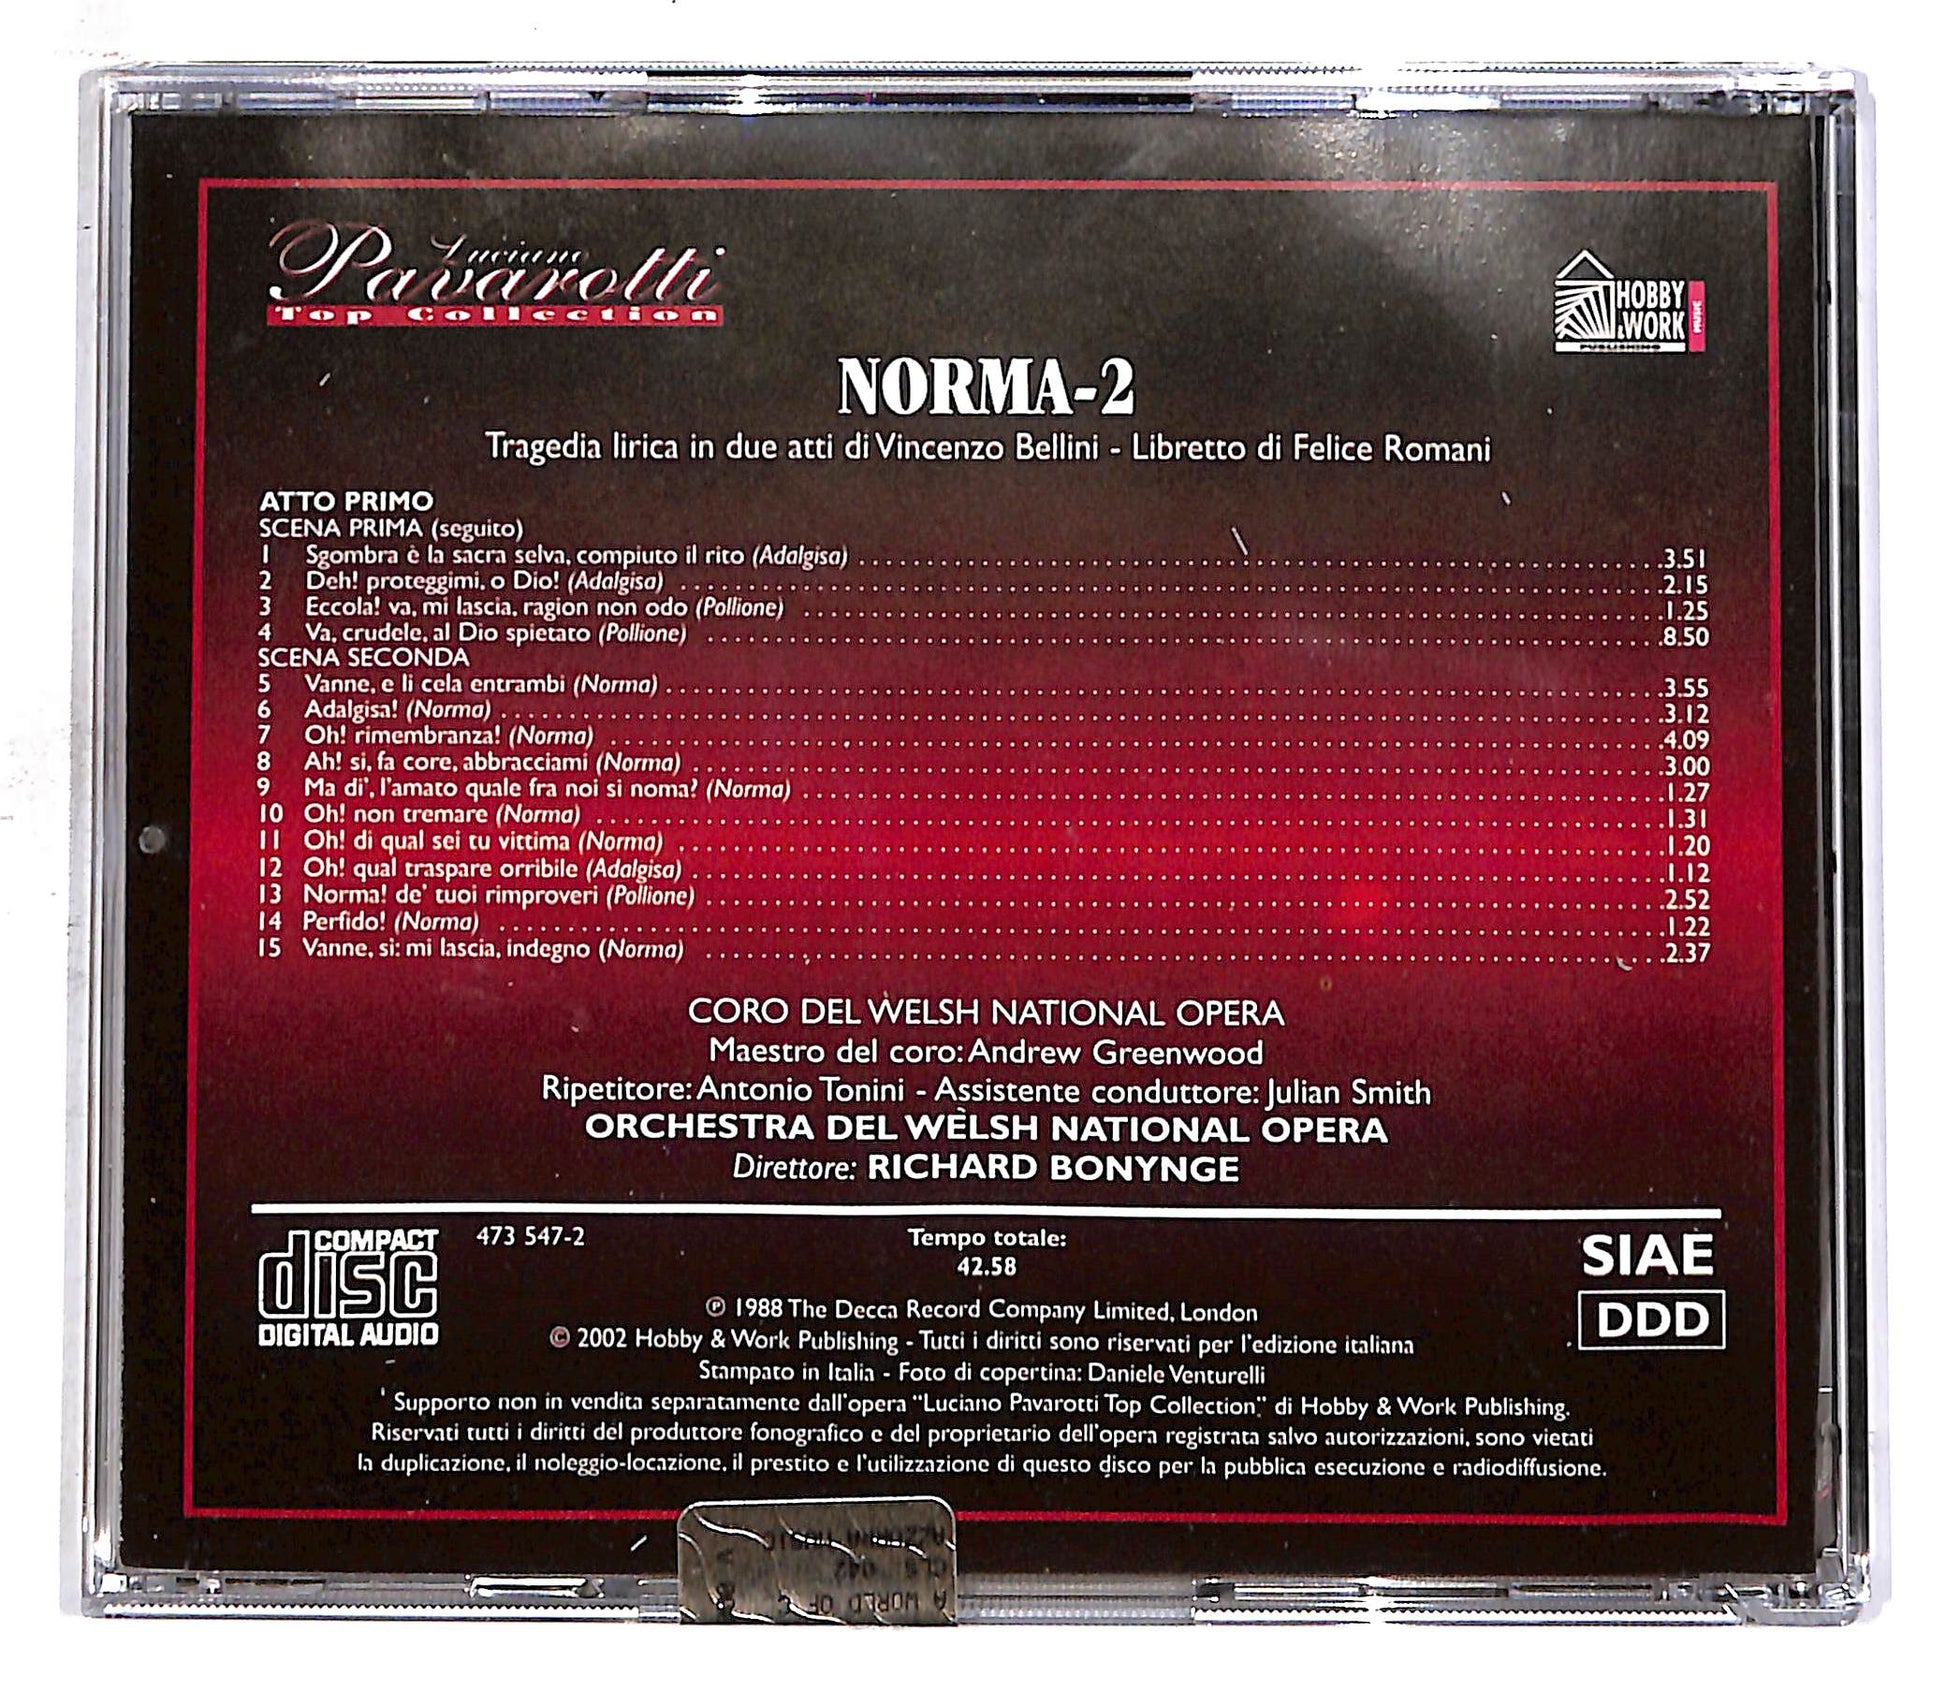 Luciano
Pavarotti
Top Collection
HOBBY
&WORK
PUBLISHING
MUSIC
NORMA-2
Tragedia lirica in due atti di Vincenzo Bellini - Libretto di Felice Romani
ATTO PRIMO
SCENA PRIMA (seguito)
1 Sgombra è la sacra selva, compiuto il rito (Adalgisa) 3.51
2 Deh! proteggimi, o Dio! (Adalgisa) 2.15
3 Eccola! va, mi lascia, ragion non odo (Pollione) 1.25
4 Va, crudele, al Dio spietato (Pollione) 8.50
SCENA SECONDA
5 Vanne, e li cela entrambi (Norma) 3.55
6 Adalgisa! (Norma) 3.12
7 Oh! rimembranza! (Norma) 4.09
8 Ah! si, fa core, abbracciami (Norma) 3.00
9 Ma di', l'amato quale fra noi si noma? (Norma) 1.27
10 Oh! non tremare (Norma) 1.31
11 Oh! di qual sei tu vittima (Norma) 1.20
12 Oh! qual traspare orribile (Adalgisa) 1.12
13 Norma! de' tuoi rimproveri (Pollione) 2.52
14 Perfido! (Norma) 1.22
15 Vanne, si: mi lascia, indegno (Norma) 2.37
CORO DEL WELSH NATIONAL OPERA
Maestro del coro: Andrew Greenwood
Ripetitore: Antonio Tonini - Assistente conduttore: Julian Smith
ORCHESTRA DEL WELSH NATIONAL OPERA
Direttore: RICHARD BONYNGE
COMPACT
disc
DIGITAL AUDIO
473 547-2
Tempo totale:
42.58
SIAE
DDD
℗ 1988 The Decca Record Company Limited, London
© 2002 Hobby & Work Publishing - Tutti i diritti sono riservati per l'edizione italiana
Stampato in Italia - Foto di copertina: Daniele Venturelli
Supporto non in vendita separatamente dall'opera "Luciano Pavarotti Top Collection", di Hobby & Work Publishing.
Riservati tutti i diritti del produttore fonografico e del proprietario dell'opera registrata salvo autorizzazioni, sono vietati
la duplicazione, il noleggio-locazione, il prestito e l'utilizzazione di questo disco per la pubblica esecuzione e radiodiffusione.
A WORLD OF